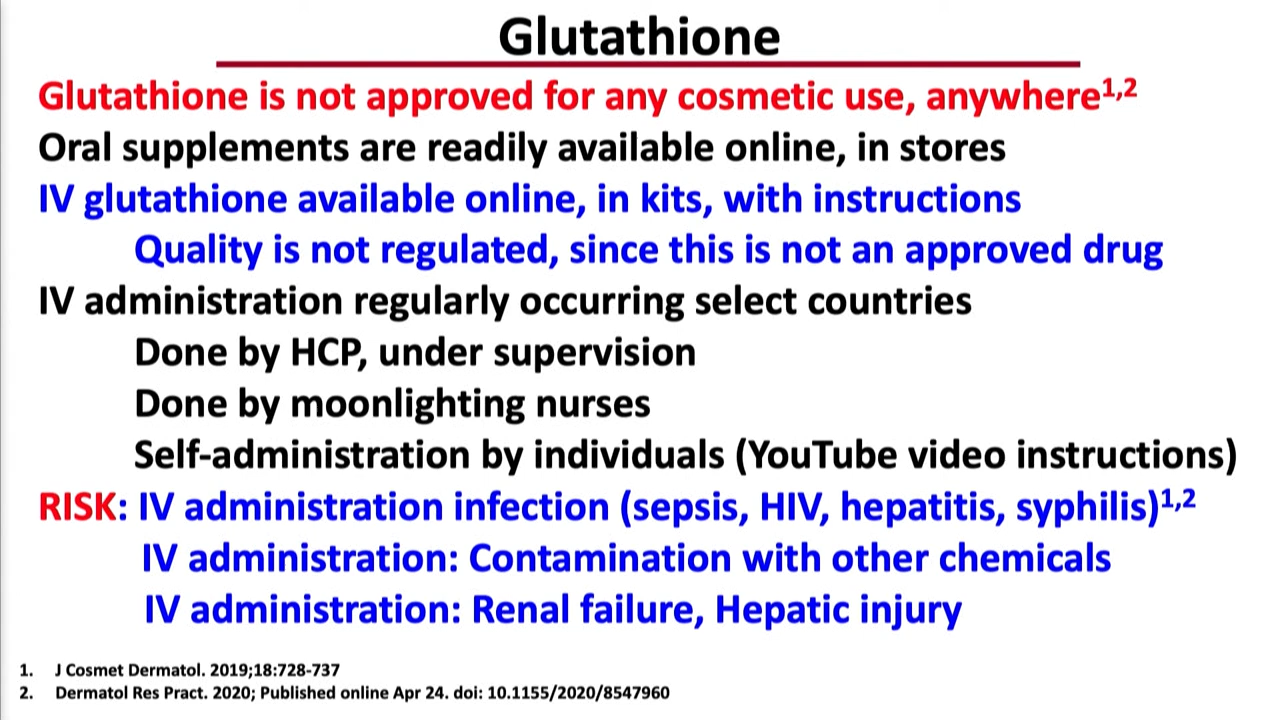 Glutathione
Glutathione is not approved for any cosmetic use, anywhere1,2
Oral supplements are readily available online, in stores
IV glutathione available online, in kits, with instructions
Quality is not regulated, since this is not an approved drug
IV administration regularly occurring select countries
Done by HCP, under supervision
Done by moonlighting nurses
Self-administration by individuals (YouTube video instructions)
RISK: IV administration infection (sepsis, HIV, hepatitis, syphilis)1,2
IV administration: Contamination with other chemicals
IV administration: Renal failure, Hepatic injury
1. J Cosmet Dermatol. 2019;18:728-737
2. Dermatol Res Pract. 2020; Published online Apr 24. doi: 10.1155/2020/8547960